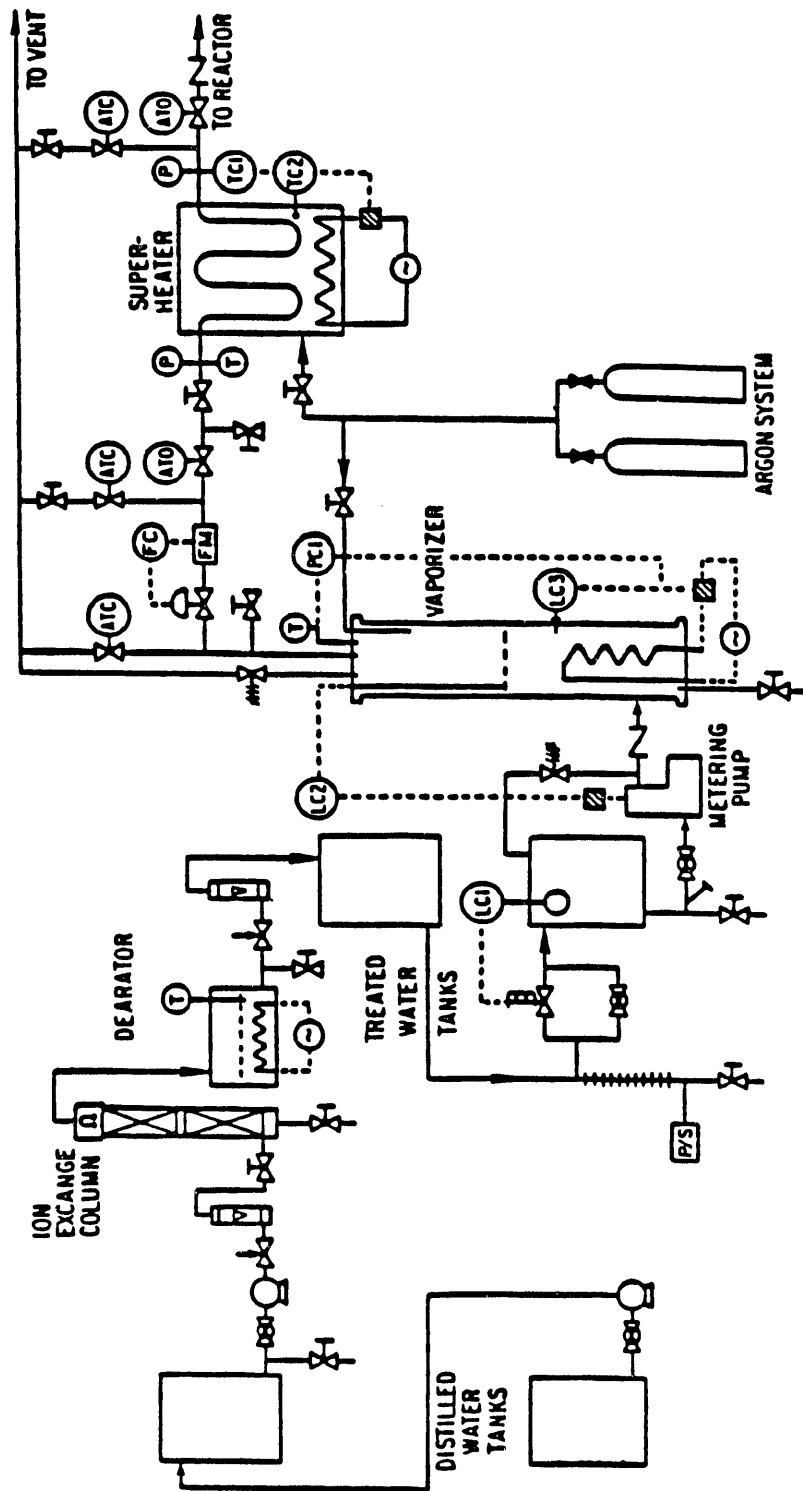 TO VENT
TO REACTOR
ATC
ATO
P
TC1
TC2
SUPER-
HEATER
~
P
T
ATC
ATO
FC
FM
ATC
PC1
T
VAPORIZER
LC3
~
ARGON SYSTEM
LC2
METERING
PUMP
LC1
TREATED
WATER
TANKS
P/S
DEARATOR
T
~
Ω
ION
EXCANGE
COLUMN
DISTILLED
WATER
TANKS